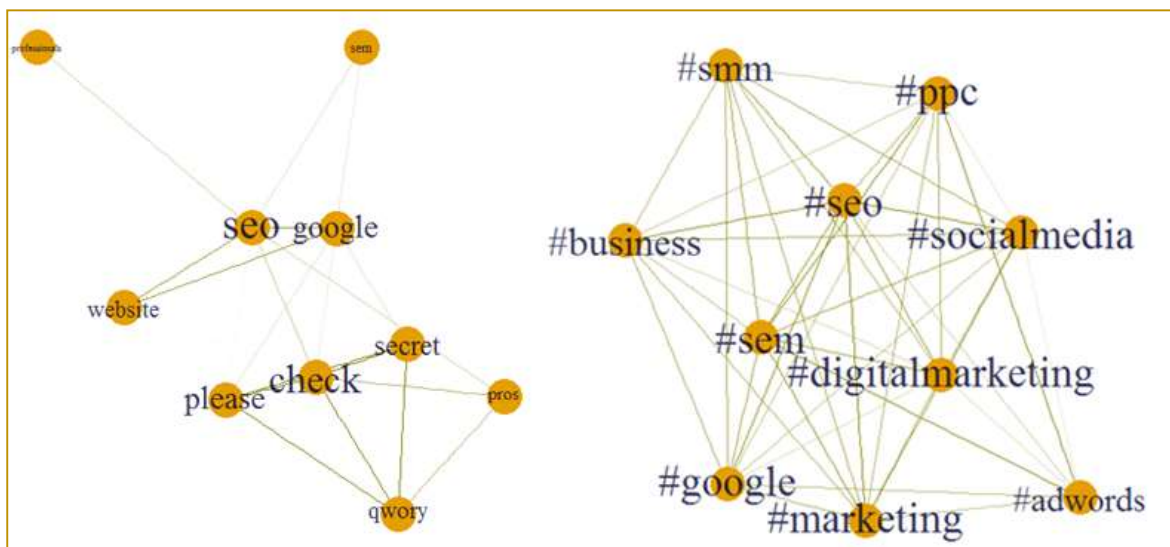 professionals
sem
seo
google
website
secret
check
please
pros
qwory
#smm
#ppc
#seo
#business
#socialmedia
#sem
#digitalmarketing
#google
#marketing
#adwords